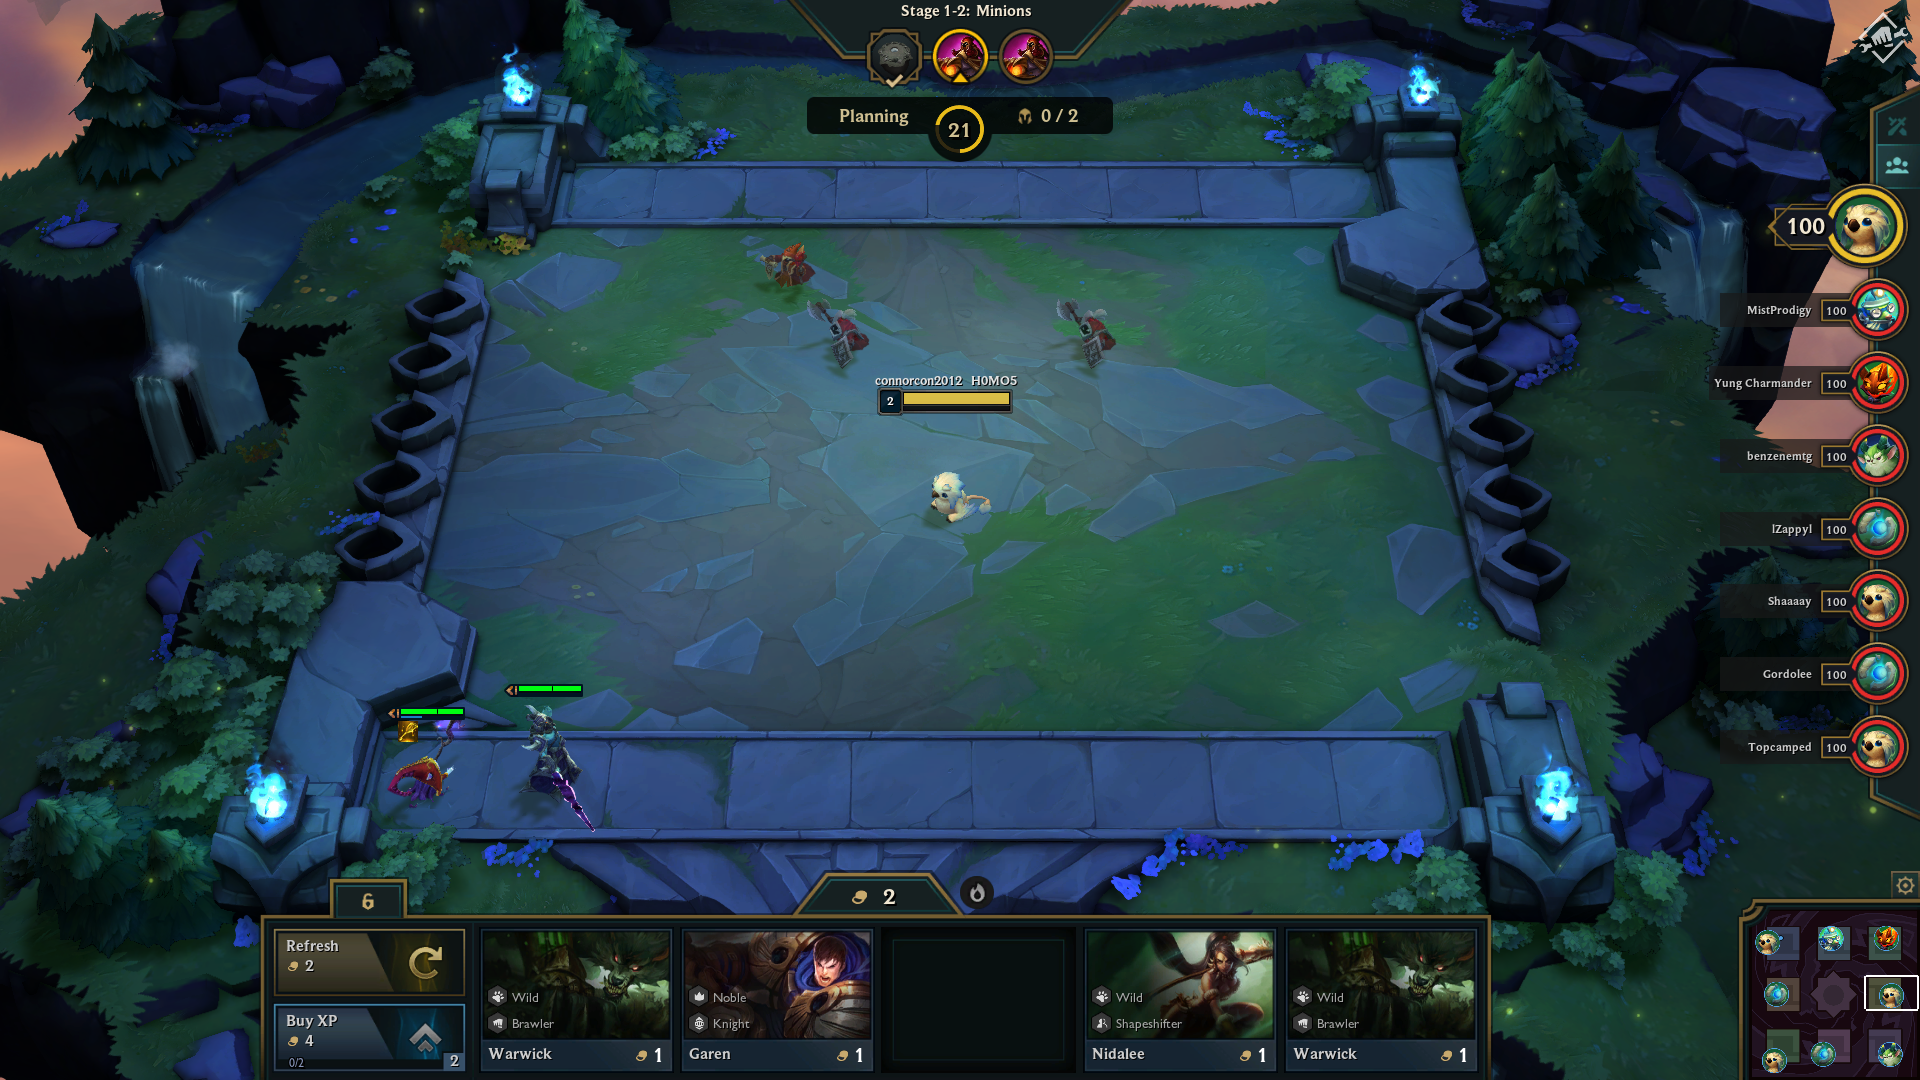 Stage 1-2: Minions
Planning
21
0 / 2
100
MistProdigy 100
Yung Charmander 100
connorcon2012 H0MO5
2
benzenemtg 100
lZappyl 100
Shaaaay 100
Gordolee 100
Topcamped 100
6
2
Refresh
2
Buy XP
4
0/2
2
Wild
Brawler
Warwick 1
Noble
Knight
Garen 1
Wild
Shapeshifter
Nidalee 1
Wild
Brawler
Warwick 1